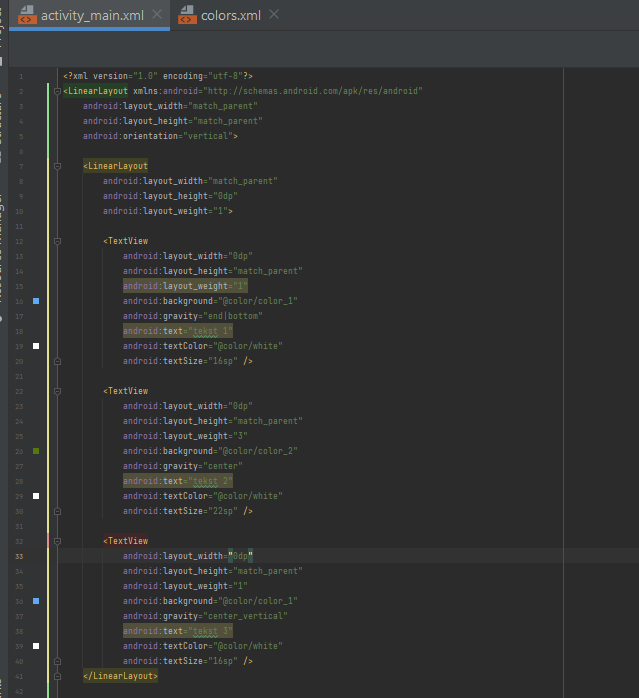 activity_main.xml colors.xml
1 <?xml version="1.0" encoding="utf-8"?>
2 <LinearLayout xmlns:android="http://schemas.android.com/apk/res/android"
3 android:layout_width="match_parent"
4 android:layout_height="match_parent"
5 android:orientation="vertical">
6
7 <LinearLayout
8 android:layout_width="match_parent"
9 android:layout_height="0dp"
10 android:layout_weight="1">
11
12 <TextView
13 android:layout_width="0dp"
14 android:layout_height="match_parent"
15 android:layout_weight="1"
16 android:background="@color/color_1"
17 android:gravity="end|bottom"
18 android:text="tekst 1"
19 android:textColor="@color/white"
20 android:textSize="16sp" />
21
22 <TextView
23 android:layout_width="0dp"
24 android:layout_height="match_parent"
25 android:layout_weight="3"
26 android:background="@color/color_2"
27 android:gravity="center"
28 android:text="tekst 2"
29 android:textColor="@color/white"
30 android:textSize="22sp" />
31
32 <TextView
33 android:layout_width="0dp"
34 android:layout_height="match_parent"
35 android:layout_weight="1"
36 android:background="@color/color_1"
37 android:gravity="center_vertical"
38 android:text="tekst 3"
39 android:textColor="@color/white"
40 android:textSize="16sp" />
41 </LinearLayout>
42